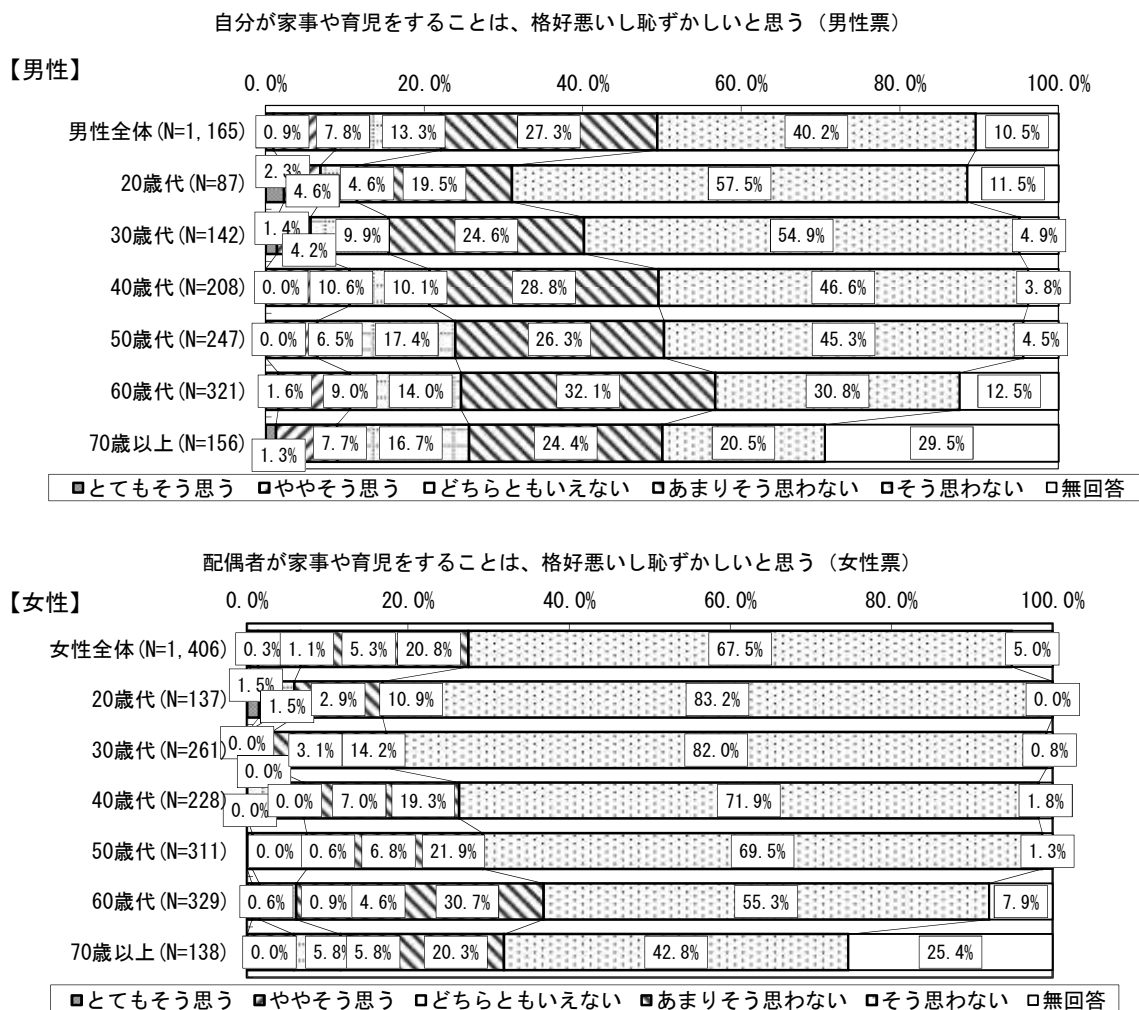 自分が家事や育児をすることは、格好悪いし恥ずかしいと思う（男性票）
【男性】
0.0% 20.0% 40.0% 60.0% 80.0% 100.0%
男性全体(N=1,165) 0.9% 7.8% 13.3% 27.3% 40.2% 10.5%
20歳代(N=87) 2.3% 4.6% 4.6% 19.5% 57.5% 11.5%
30歳代(N=142) 1.4% 4.2% 9.9% 24.6% 54.9% 4.9%
40歳代(N=208) 0.0% 10.6% 10.1% 28.8% 46.6% 3.8%
50歳代(N=247) 0.0% 6.5% 17.4% 26.3% 45.3% 4.5%
60歳代(N=321) 1.6% 9.0% 14.0% 32.1% 30.8% 12.5%
70歳以上(N=156) 1.3% 7.7% 16.7% 24.4% 20.5% 29.5%
とてもそう思う ややそう思う どちらともいえない あまりそう思わない そう思わない 無回答
配偶者が家事や育児をすることは、格好悪いし恥ずかしいと思う（女性票）
【女性】
0.0% 20.0% 40.0% 60.0% 80.0% 100.0%
女性全体(N=1,406) 0.3% 1.1% 5.3% 20.8% 67.5% 5.0%
20歳代(N=137) 1.5% 1.5% 2.9% 10.9% 83.2% 0.0%
30歳代(N=261) 0.0% 0.0% 3.1% 14.2% 82.0% 0.8%
40歳代(N=228) 0.0% 0.0% 7.0% 19.3% 71.9% 1.8%
50歳代(N=311) 0.0% 0.6% 6.8% 21.9% 69.5% 1.3%
60歳代(N=329) 0.6% 0.9% 4.6% 30.7% 55.3% 7.9%
70歳以上(N=138) 0.0% 5.8% 5.8% 20.3% 42.8% 25.4%
とてもそう思う ややそう思う どちらともいえない あまりそう思わない そう思わない 無回答